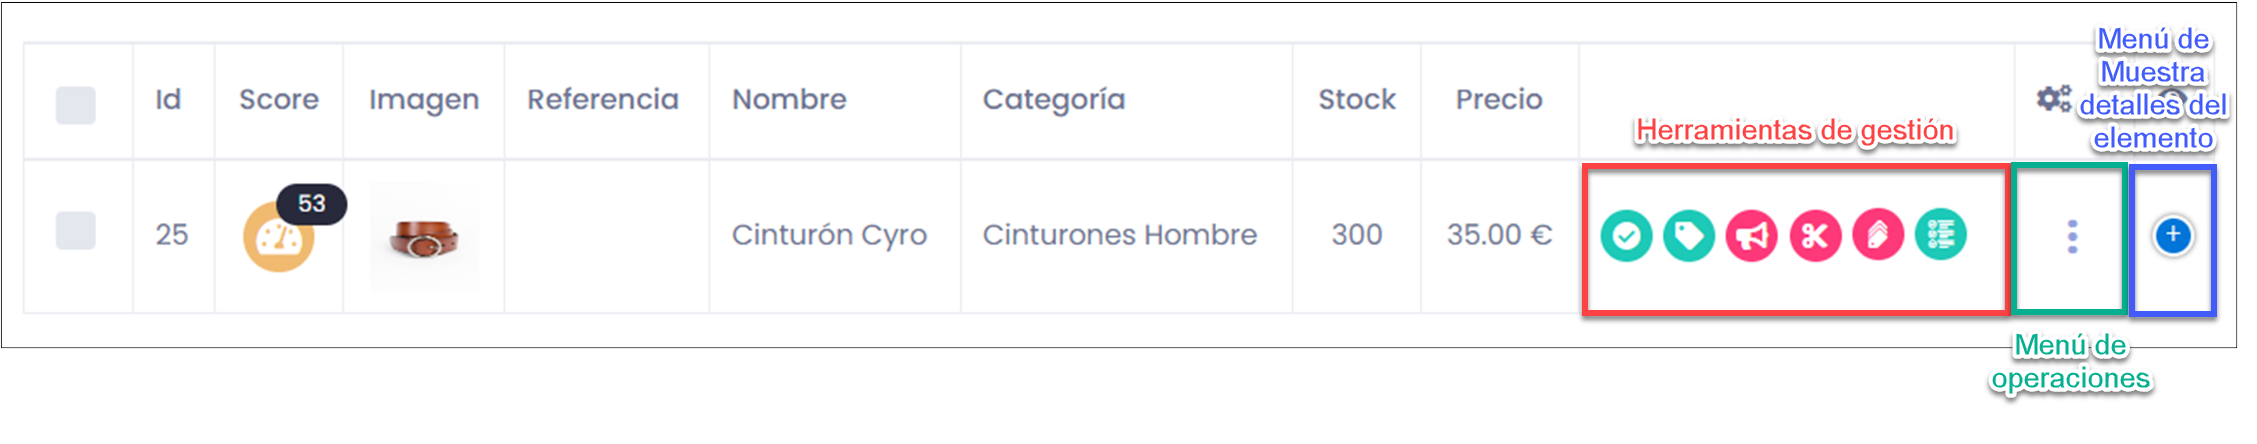 Menú de
Muestra
detalles del
elemento
Id Score Imagen Referencia Nombre Categoría Stock Precio
Herramientas de gestión
53
25 Cinturón Cyro Cinturones Hombre 300 35.00 €
Menú de
operaciones